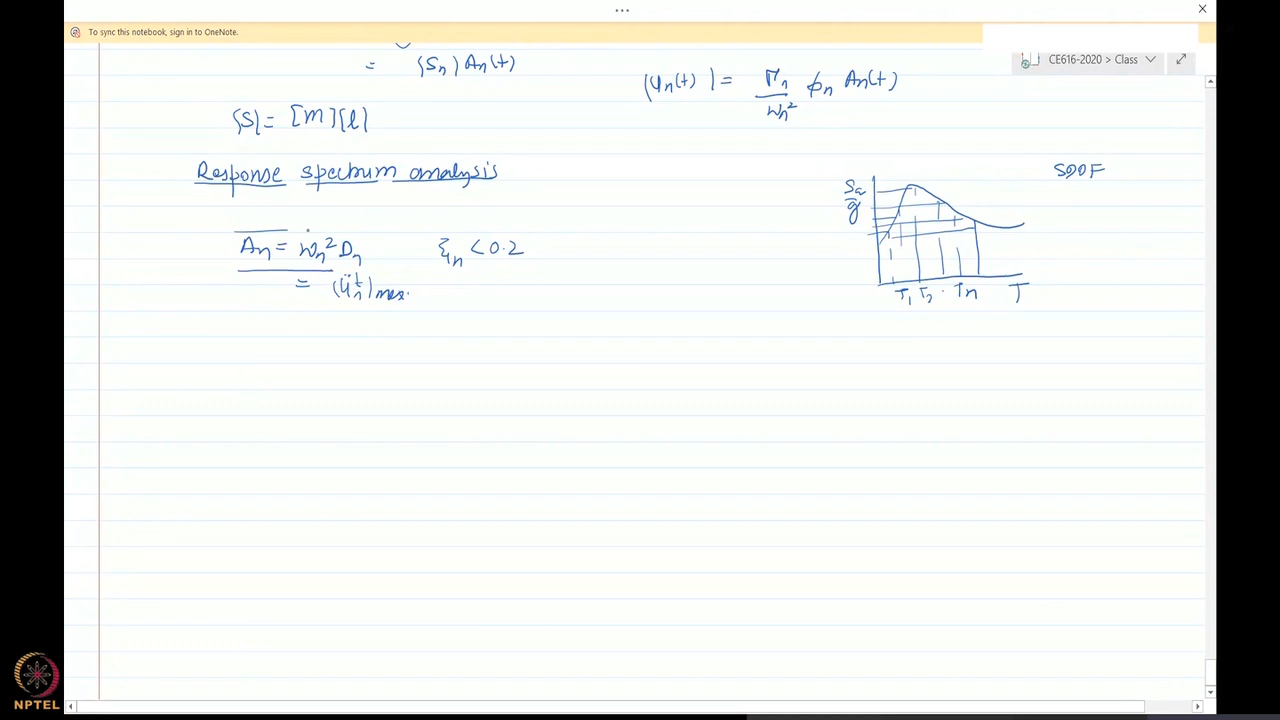 To sync this notebook, sign in to OneNote.
CE616-2020 > Class
= {Sn} An(t)
{un(t)} = Γn/ωn² ϕn An(t)
{S} = [m]{l}
Response spectrum analysis
SDOF
Sa/g
An = ωn² Dn ξn < 0.2
= (üₙᵗ)max.
T1 T2 . Tn T
NPTEL